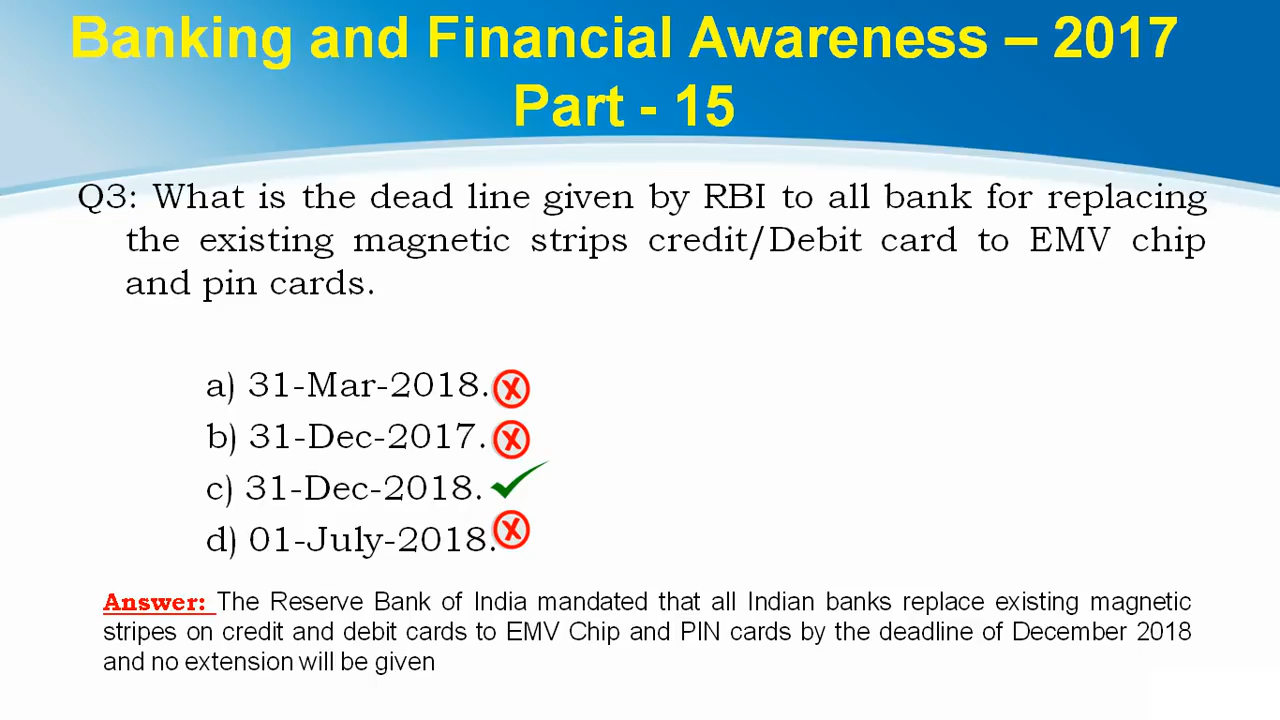 Banking and Financial Awareness – 2017
Part - 15
Q3: What is the dead line given by RBI to all bank for replacing
the existing magnetic strips credit/Debit card to EMV chip
and pin cards.
a) 31-Mar-2018.
b) 31-Dec-2017.
c) 31-Dec-2018.
d) 01-July-2018.
Answer: The Reserve Bank of India mandated that all Indian banks replace existing magnetic
stripes on credit and debit cards to EMV Chip and PIN cards by the deadline of December 2018
and no extension will be given